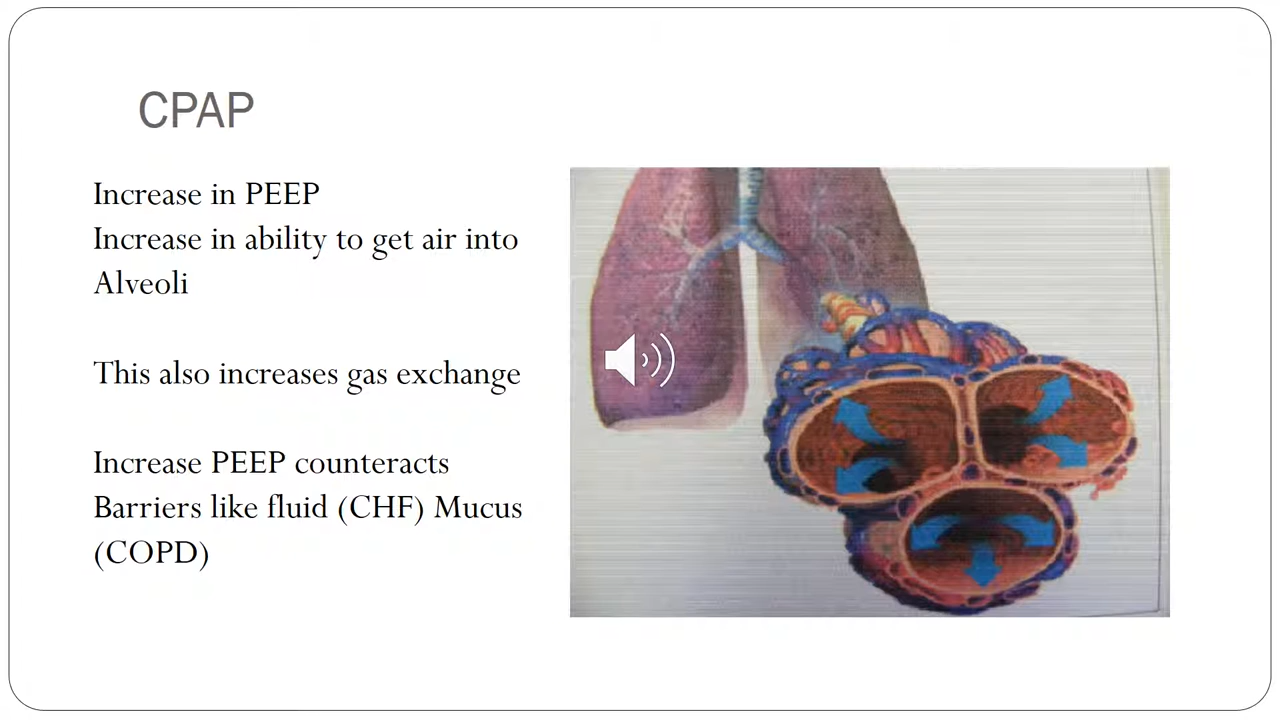 CPAP
Increase in PEEP
Increase in ability to get air into
Alveoli
This also increases gas exchange
Increase PEEP counteracts
Barriers like fluid (CHF) Mucus
(COPD)